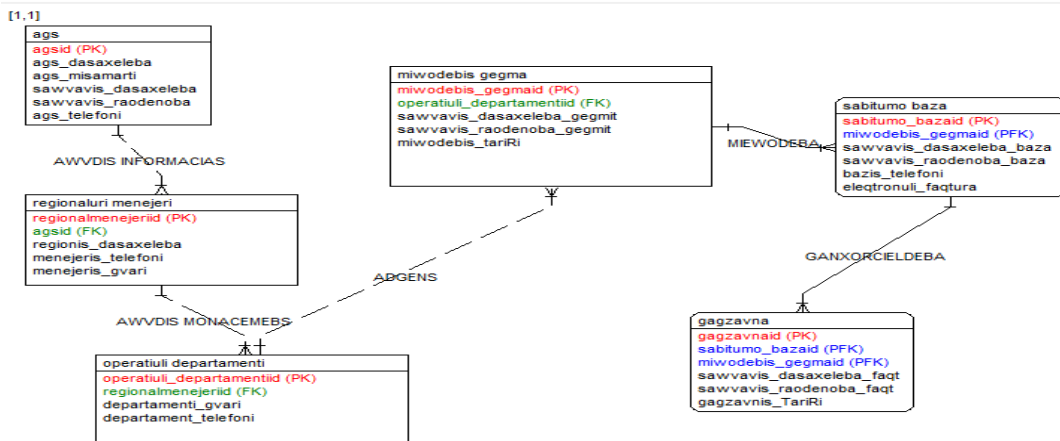 [1,1]
ags
agsid (PK)
ags_dasaxeleba
ags_misamarti
sawvavis_dasaxeleba
sawvavis_raodenoba
ags_telefoni
AWVDIS INFORMACIAS
regionaluri menejeri
regionalmenejeriid (PK)
agsid (FK)
regionis_dasaxeleba
menejeris_telefoni
menejeris_gvari
AWVDIS MONACEMEBS
operatiuli departamenti
operatiuli_departamentiid (PK)
regionalmenejeriid (FK)
departamenti_gvari
departament_telefoni
ADGENS
miwodebis gegma
miwodebis_gegmaid (PK)
operatiuli_departamentiid (FK)
sawvavis_dasaxeleba_gegmit
sawvavis_raodenoba_gegmit
miwodebis_tariRi
MIEWODEBA
sabitumo baza
sabitumo_bazaid (PK)
miwodebis_gegmaid (PFK)
sawvavis_dasaxeleba_baza
sawvavis_raodenoba_baza
bazis_telefoni
eleqtronuli_faqtura
GANXORCIELDEBA
gagzavna
gagzavnaid (PK)
sabitumo_bazaid (PFK)
miwodebis_gegmaid (PFK)
sawvavis_dasaxeleba_faqt
sawvavis_raodenoba_faqt
gagzavnis_TariRi